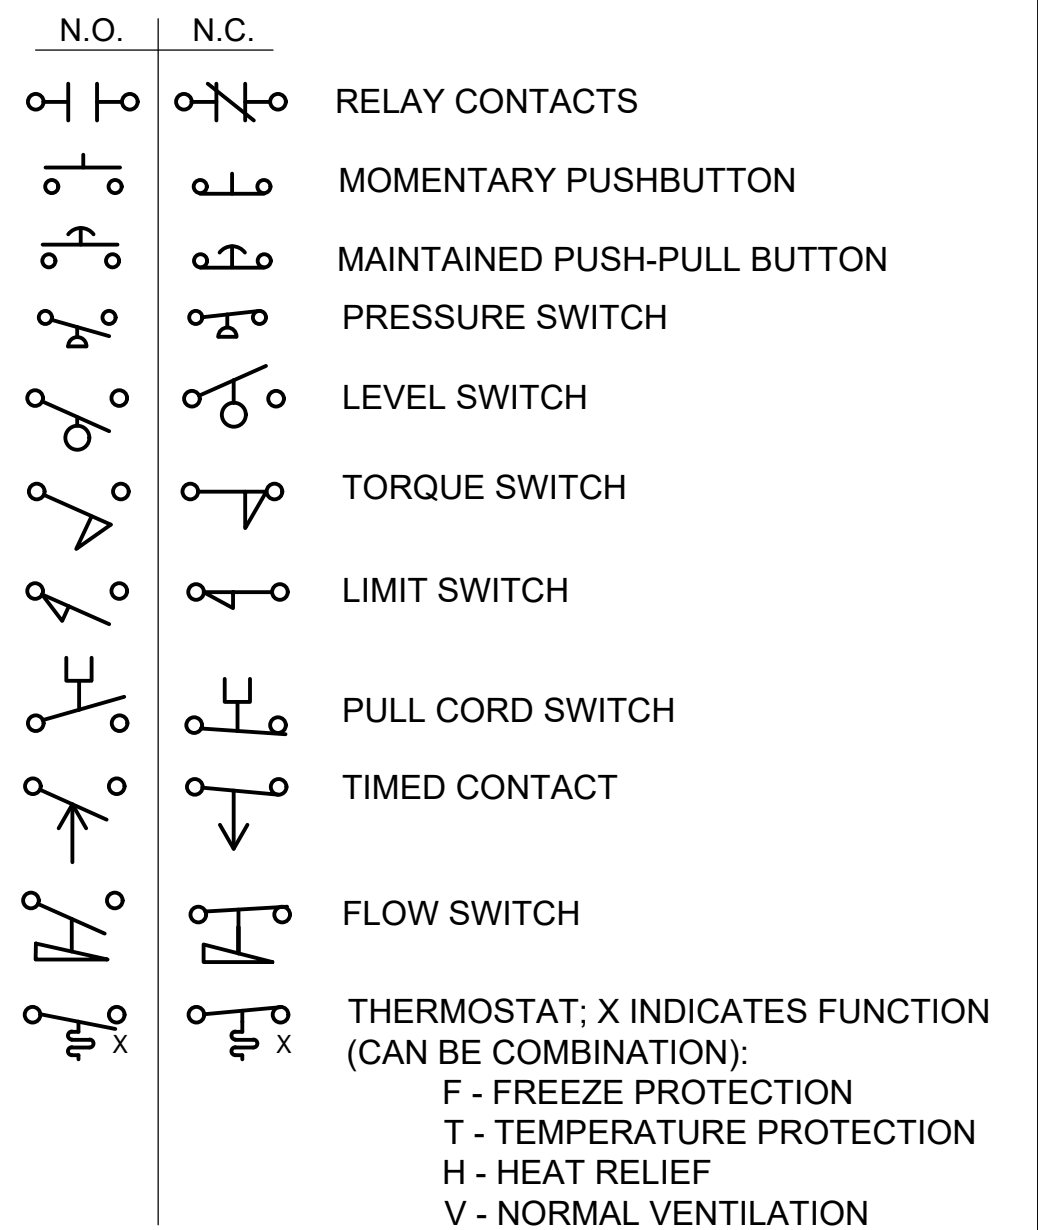 N.O. N.C.
RELAY CONTACTS
MOMENTARY PUSHBUTTON
MAINTAINED PUSH-PULL BUTTON
PRESSURE SWITCH
LEVEL SWITCH
TORQUE SWITCH
LIMIT SWITCH
PULL CORD SWITCH
TIMED CONTACT
FLOW SWITCH
X X THERMOSTAT; X INDICATES FUNCTION
(CAN BE COMBINATION):
F - FREEZE PROTECTION
T - TEMPERATURE PROTECTION
H - HEAT RELIEF
V - NORMAL VENTILATION